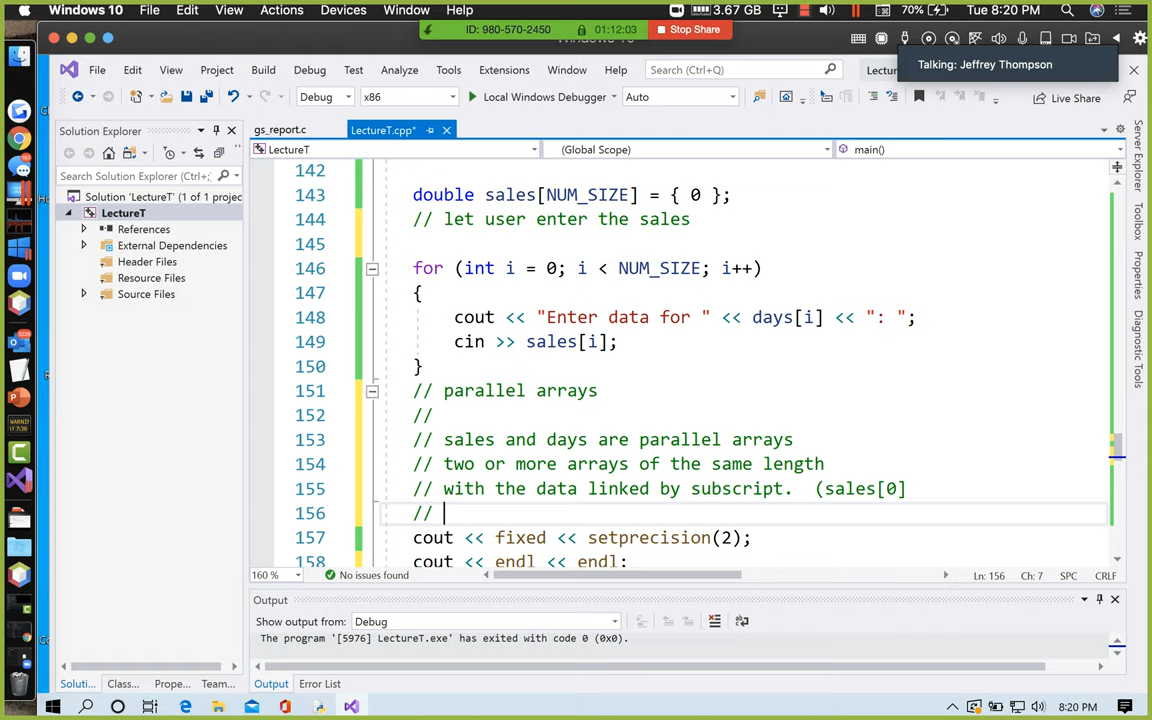 Windows 10 File Edit View Actions Devices Window Help 3.67 GB 70% Tue 8:20 PM
ID: 980-570-2450 1:12:03 Stop Share
Talking: Jeffrey Thompson
File Edit View Project Build Debug Test Analyze Tools Extensions Window Help Search (Ctrl+Q) Lectur
Debug x86 Local Windows Debugger Auto Live Share
Solution Explorer
gs_report.c LectureT.cpp*
LectureT (Global Scope) main()
Search Solution Explorer (Ctrl+;)
Solution 'LectureT' (1 of 1 projec
LectureT
References
External Dependencies
Header Files
Resource Files
Source Files
142
143 double sales[NUM_SIZE] = { 0 };
144 // let user enter the sales
145
146 for (int i = 0; i < NUM_SIZE; i++)
147 {
148 cout << "Enter data for " << days[i] << ": ";
149 cin >> sales[i];
150 }
151 // parallel arrays
152 //
153 // sales and days are parallel arrays
154 // two or more arrays of the same length
155 // with the data linked by subscript.  (sales[0]
156 //
157 cout << fixed << setprecision(2);
158 cout << endl << endl;
160 % No issues found Ln: 156 Ch: 7 SPC CRLF
Output
Show output from: Debug
The program '[5976] LectureT.exe' has exited with code 0 (0x0).
Soluti... Class... Prope... Team... Output Error List
Server Explorer
Toolbox
Properties
Diagnostic Tools
8:20 PM